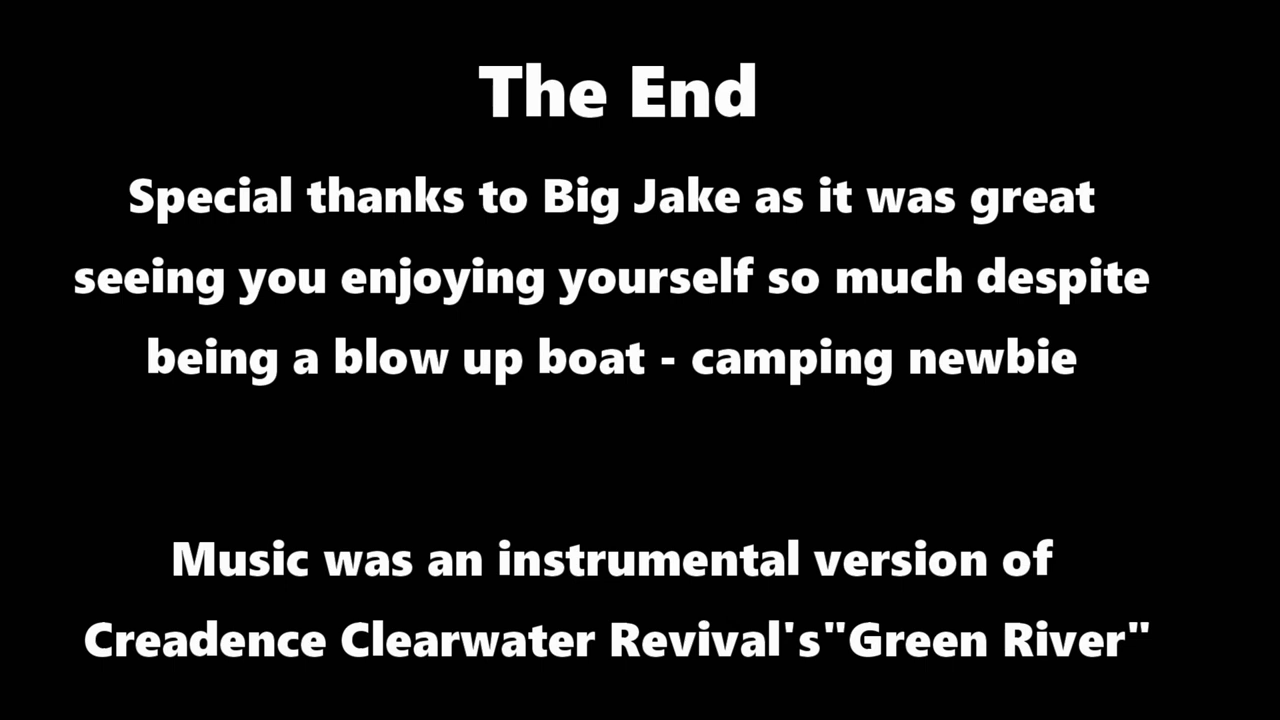 The End
Special thanks to Big Jake as it was great
seeing you enjoying yourself so much despite
being a blow up boat - camping newbie
Music was an instrumental version of
Creadence Clearwater Revival's"Green River"